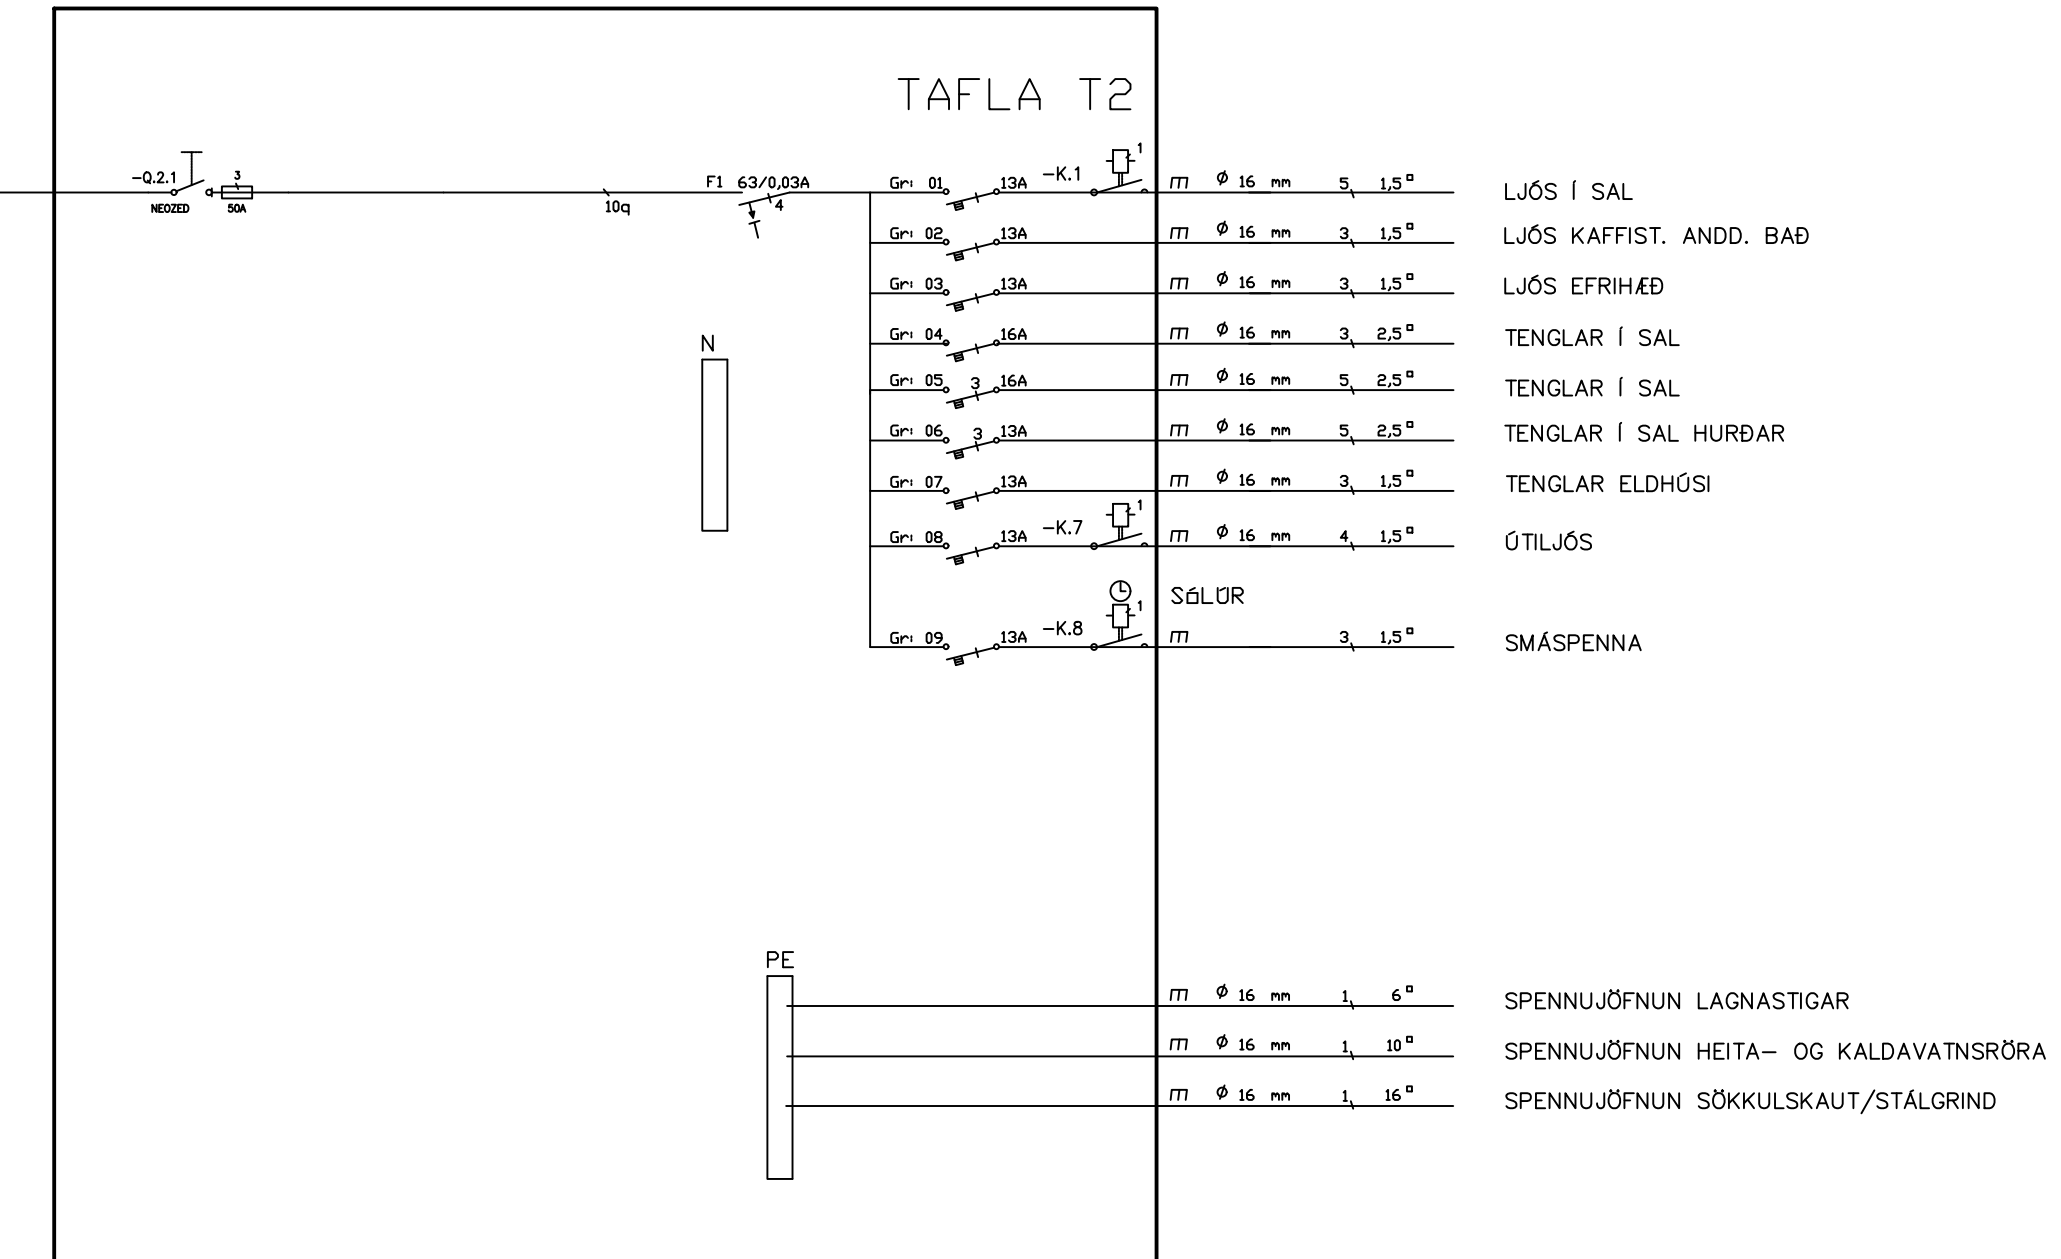 TAFLA T2
-Q.2.1 3 F1 63/0,03A Gr: 01 13A -K.1 1 m Ø 16 mm 5 1,5□ LJÓS Í SAL
NEOZED 50A 10q 4
Gr: 02 13A m Ø 16 mm 3 1,5□ LJÓS KAFFIST. ANDD. BAÐ
Gr: 03 13A m Ø 16 mm 3 1,5□ LJÓS EFRIHÆÐ
Gr: 04 16A m Ø 16 mm 3 2,5□ TENGLAR Í SAL
N
Gr: 05 3 16A m Ø 16 mm 5 2,5□ TENGLAR Í SAL
Gr: 06 3 13A m Ø 16 mm 5 2,5□ TENGLAR Í SAL HURÐAR
Gr: 07 13A m Ø 16 mm 3 1,5□ TENGLAR ELDHÚSI
Gr: 08 13A -K.7 1 m Ø 16 mm 4 1,5□ ÚTILJÓS
SóLÚR
Gr: 09 13A -K.8 1 m 3 1,5□ SMÁSPENNA
PE
m Ø 16 mm 1 6□ SPENNUJÖFNUN LAGNASTIGAR
m Ø 16 mm 1 10□ SPENNUJÖFNUN HEITA- OG KALDAVATNSRÖRA
m Ø 16 mm 1 16□ SPENNUJÖFNUN SÖKKULSKAUT/STÁLGRIND